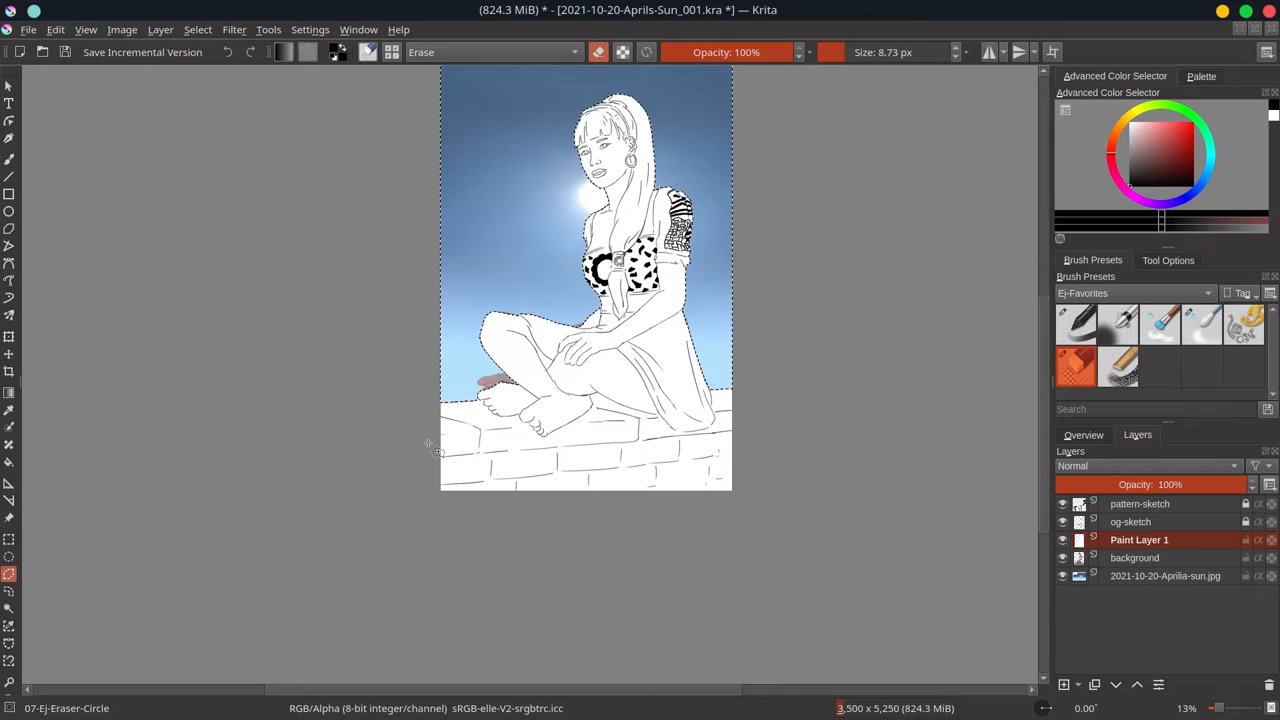 (824.3 MiB) * - [2021-10-20-Aprils-Sun_001.kra *] — Krita
File Edit View Image Layer Select Filter Tools Settings Window Help
Save Incremental Version Erase Opacity: 100% Size: 8.73 px
Advanced Color Selector Palette
Advanced Color Selector
Brush Presets Tool Options
Brush Presets
Ej-Favorites Tag
Search
Overview Layers
Layers
Normal
Opacity: 100%
pattern-sketch
og-sketch
Paint Layer 1
background
2021-10-20-Aprilia-sun.jpg
07-Ej-Eraser-Circle RGB/Alpha (8-bit integer/channel) sRGB-elle-V2-srgbtrc.icc 3,500 x 5,250 (824.3 MiB) 0.00° 13%